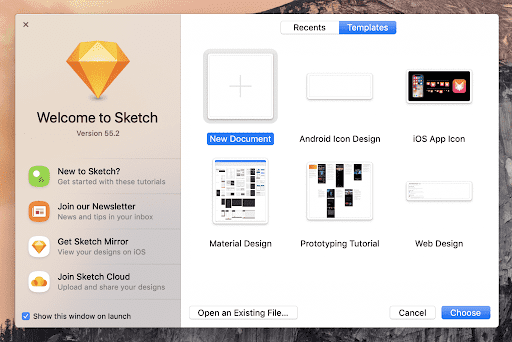 Recents
Templates
Welcome to Sketch
Version 55.2
New to Sketch?
Get started with these tutorials
Join our Newsletter
News and tips in your inbox
Get Sketch Mirror
View your designs on iOS
Join Sketch Cloud
Upload and share your designs
Show this window on launch
New Document
Android Icon Design
iOS App Icon
Material Design
Prototyping Tutorial
Web Design
Open an Existing File...
Cancel
Choose